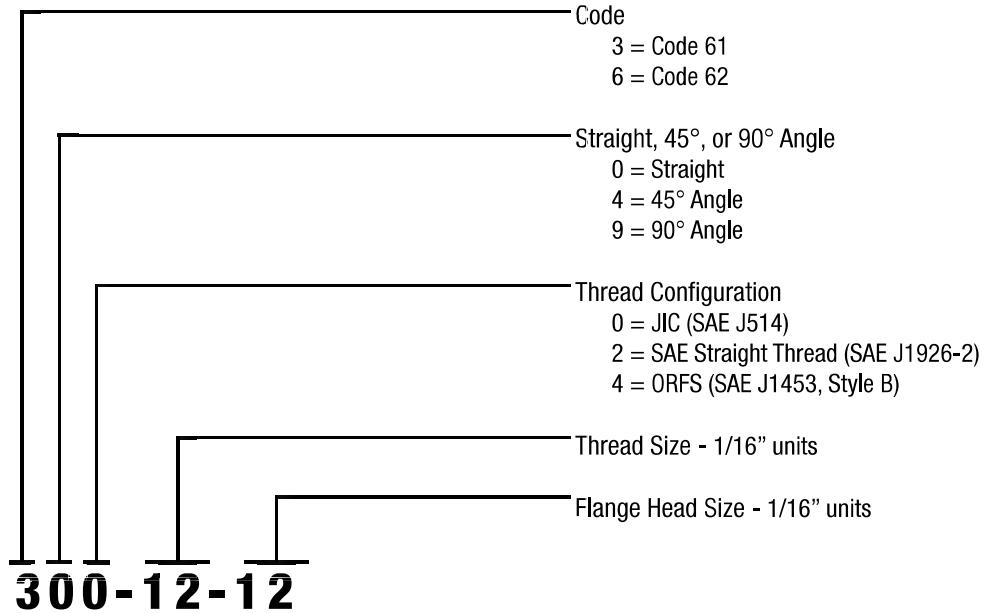 Code
3 = Code 61
6 = Code 62
Straight, 45°, or 90° Angle
0 = Straight
4 = 45° Angle
9 = 90° Angle
Thread Configuration
0 = JIC (SAE J514)
2 = SAE Straight Thread (SAE J1926-2)
4 = ORFS (SAE J1453, Style B)
Thread Size - 1/16” units
Flange Head Size - 1/16” units
300-12-12